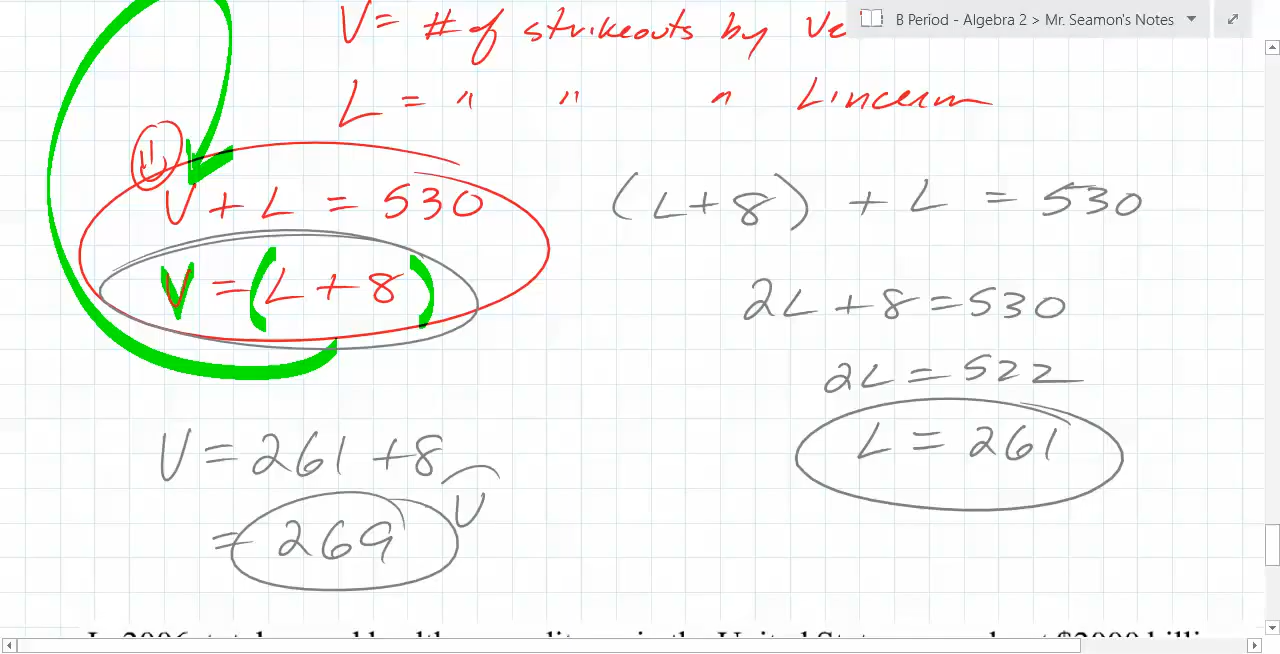 B Period - Algebra 2 > Mr. Seamon's Notes
V = # of strikeouts by Ve
L = " " " Lincecum
V + L = 530
V = (L + 8)
(L + 8) + L = 530
2L + 8 = 530
2L = 522
L = 261
V = 261 + 8
= 269
V